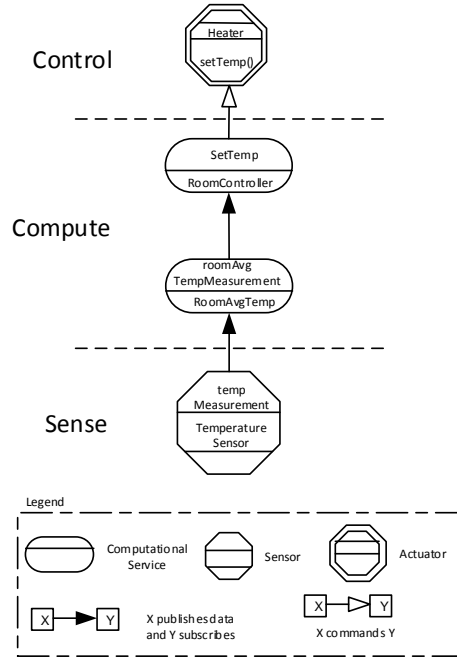 Control
Heater
setTemp()
SetTemp
RoomController
Compute
roomAvg
TempMeasurement
RoomAvgTemp
Sense
temp
Measurement
Temperature
Sensor
Legend
Computational
Service
Sensor
Actuator
X Y
X publishes data
and Y subscribes
X Y
X commands Y